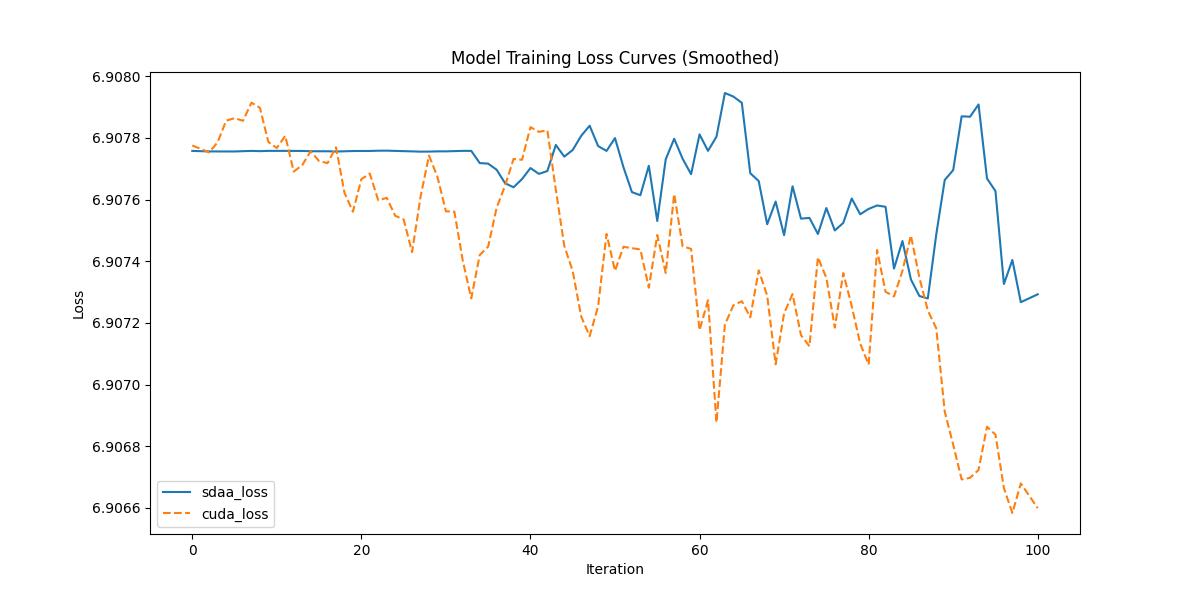 Model Training Loss Curves (Smoothed)
6.9080
6.9078
6.9076
6.9074
6.9072
6.9070
6.9068
6.9066
Loss
sdaa_loss
cuda_loss
0 20 40 60 80 100
Iteration